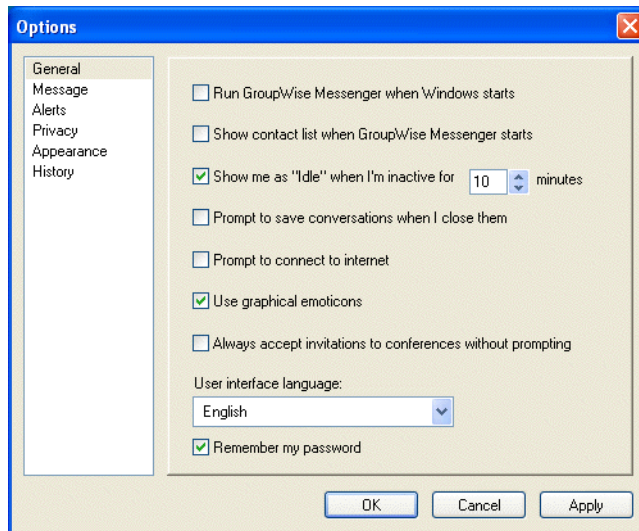 Options
General
Message
Alerts
Privacy
Appearance
History
Run GroupWise Messenger when Windows starts
Show contact list when GroupWise Messenger starts
Show me as "Idle" when I'm inactive for 10 minutes
Prompt to save conversations when I close them
Prompt to connect to internet
Use graphical emoticons
Always accept invitations to conferences without prompting
User interface language:
English
Remember my password
OK Cancel Apply